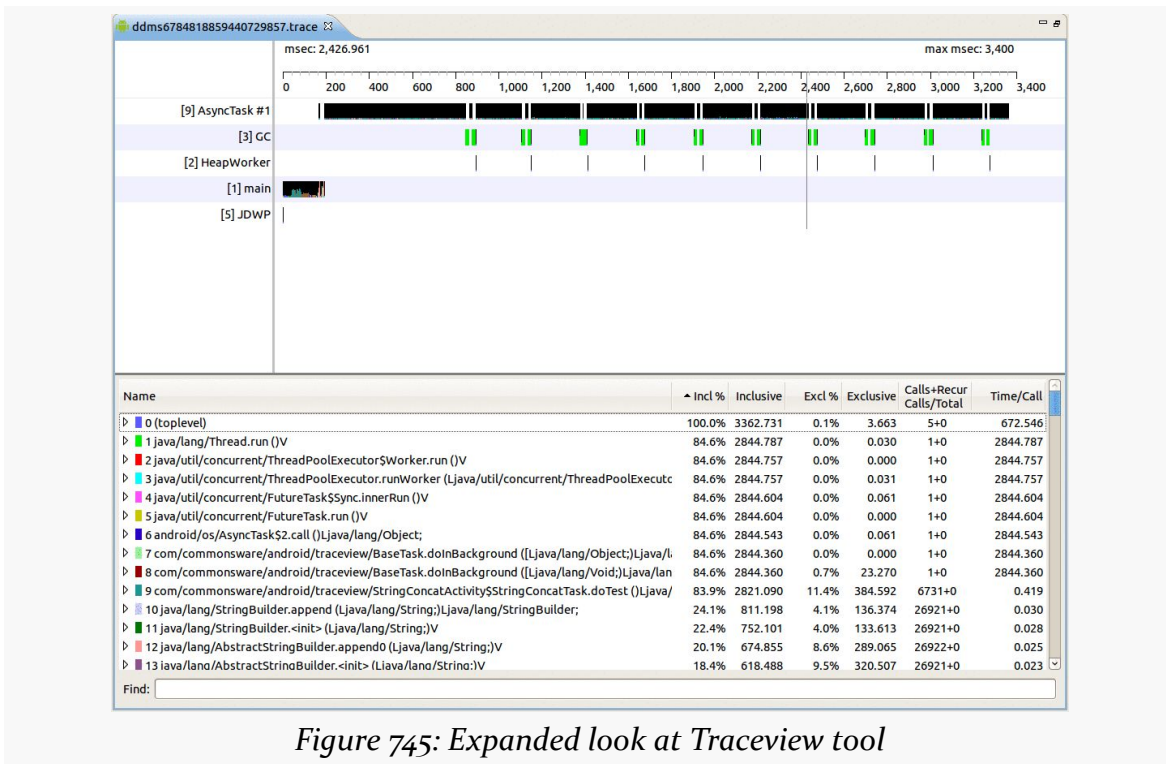 ddms6784818859440729857.trace
msec: 2,426.961 max msec: 3,400
0 200 400 600 800 1,000 1,200 1,400 1,600 1,800 2,000 2,200 2,400 2,600 2,800 3,000 3,200 3,400
[9] AsyncTask #1
[3] GC
[2] HeapWorker
[1] main
[5] JDWP
Name Incl % Inclusive Excl % Exclusive Calls+Recur Calls/Total Time/Call
0 (toplevel) 100.0% 3362.731 0.1% 3.663 5+0 672.546
1 java/lang/Thread.run ()V 84.6% 2844.787 0.0% 0.030 1+0 2844.787
2 java/util/concurrent/ThreadPoolExecutor$Worker.run ()V 84.6% 2844.757 0.0% 0.000 1+0 2844.757
3 java/util/concurrent/ThreadPoolExecutor.runWorker (Ljava/util/concurrent/ThreadPoolExecutc 84.6% 2844.757 0.0% 0.031 1+0 2844.757
4 java/util/concurrent/FutureTask$Sync.innerRun ()V 84.6% 2844.604 0.0% 0.061 1+0 2844.604
5 java/util/concurrent/FutureTask.run ()V 84.6% 2844.604 0.0% 0.000 1+0 2844.604
6 android/os/AsyncTask$2.call ()Ljava/lang/Object; 84.6% 2844.543 0.0% 0.061 1+0 2844.543
7 com/commonsware/android/traceview/BaseTask.doInBackground ([Ljava/lang/Object;)Ljava/l 84.6% 2844.360 0.0% 0.000 1+0 2844.360
8 com/commonsware/android/traceview/BaseTask.doInBackground ([Ljava/lang/Void;)Ljava/lan 84.6% 2844.360 0.7% 23.270 1+0 2844.360
9 com/commonsware/android/traceview/StringConcatActivity$StringConcatTask.doTest ()Ljava/ 83.9% 2821.090 11.4% 384.592 6731+0 0.419
10 java/lang/StringBuilder.append (Ljava/lang/String;)Ljava/lang/StringBuilder; 24.1% 811.198 4.1% 136.374 26921+0 0.030
11 java/lang/StringBuilder.<init> (Ljava/lang/String;)V 22.4% 752.101 4.0% 133.613 26921+0 0.028
12 java/lang/AbstractStringBuilder.append0 (Ljava/lang/String;)V 20.1% 674.855 8.6% 289.065 26922+0 0.025
13 java/lang/AbstractStringBuilder.<init> (Ljava/lang/String;)V 18.4% 618.488 9.5% 320.507 26921+0 0.023
Find:
Figure 745: Expanded look at Traceview tool